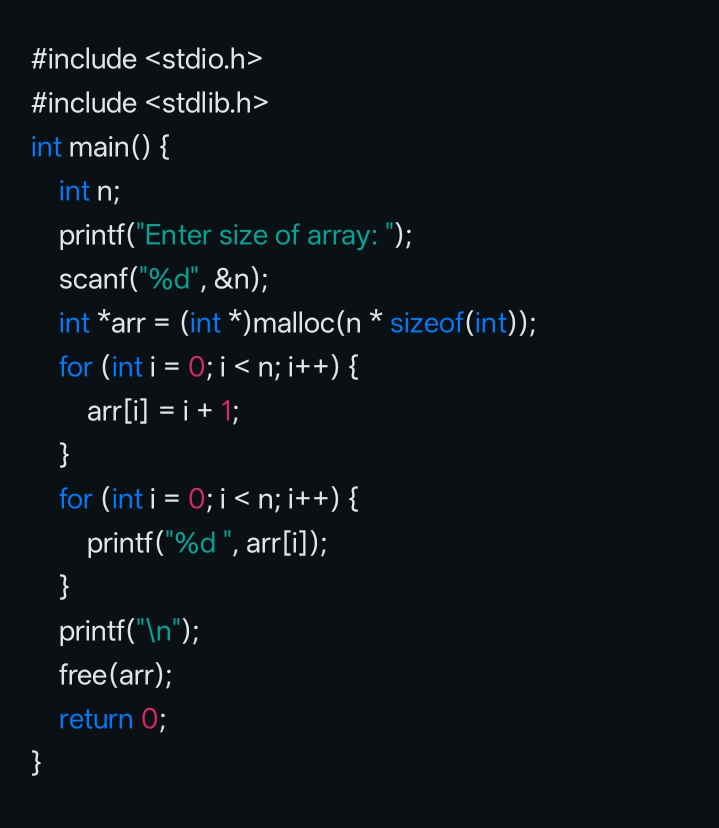 #include <stdio.h>
#include <stdlib.h>
int main() {
    int n;
    printf("Enter size of array: ");
    scanf("%d", &n);
    int *arr = (int *)malloc(n * sizeof(int));
    for (int i = 0; i < n; i++) {
        arr[i] = i + 1;
    }
    for (int i = 0; i < n; i++) {
        printf("%d ", arr[i]);
    }
    printf("\n");
    free(arr);
    return 0;
}